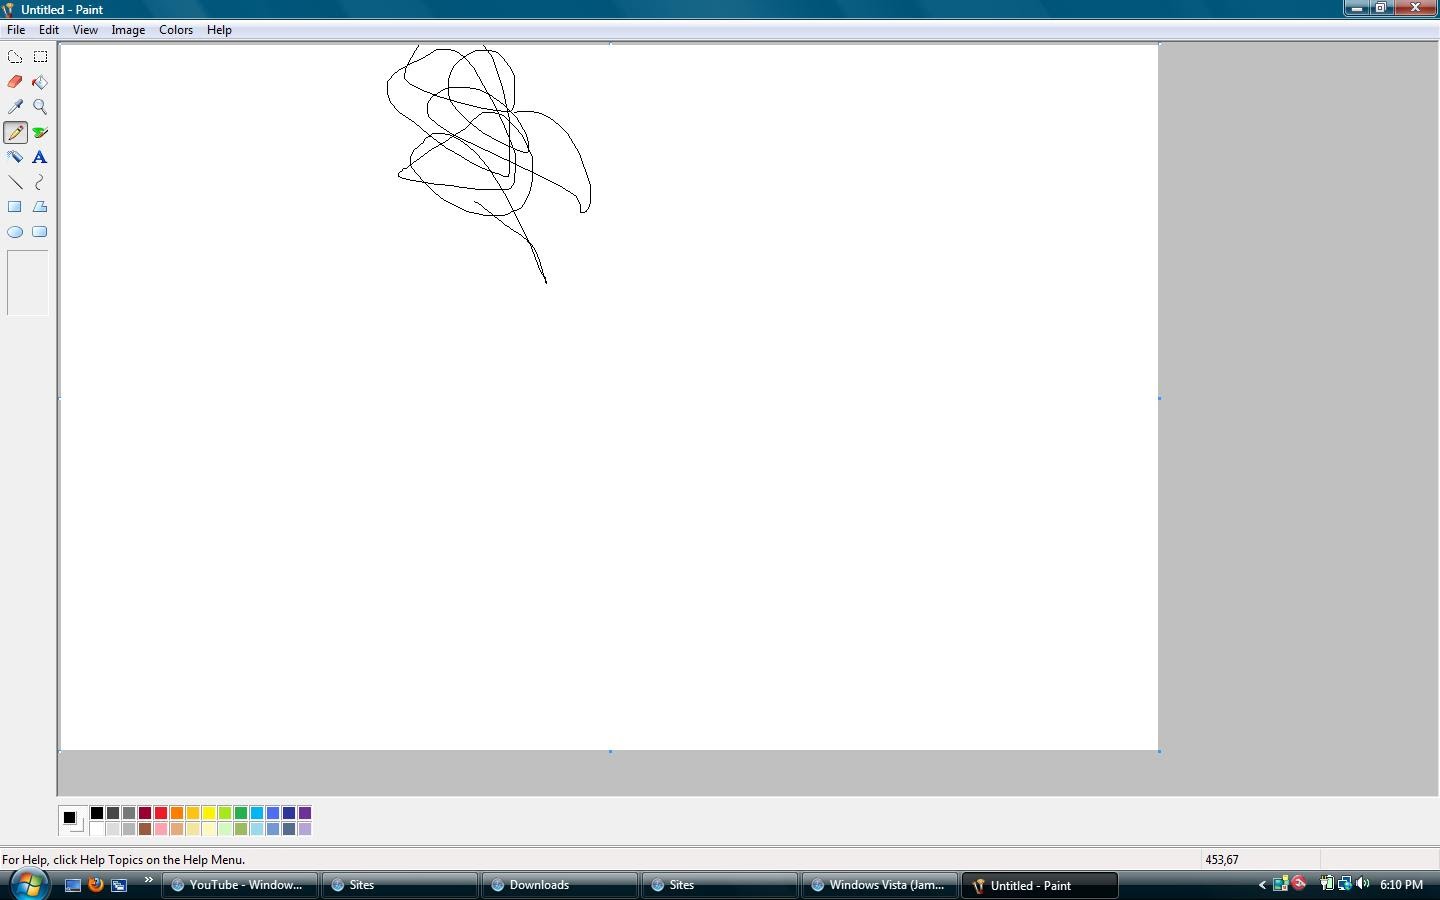 Untitled - Paint
File Edit View Image Colors Help
A
For Help, click Help Topics on the Help Menu.
453,67
YouTube - Window...
Sites
Downloads
Sites
Windows Vista (Jam...
Untitled - Paint
6:10 PM